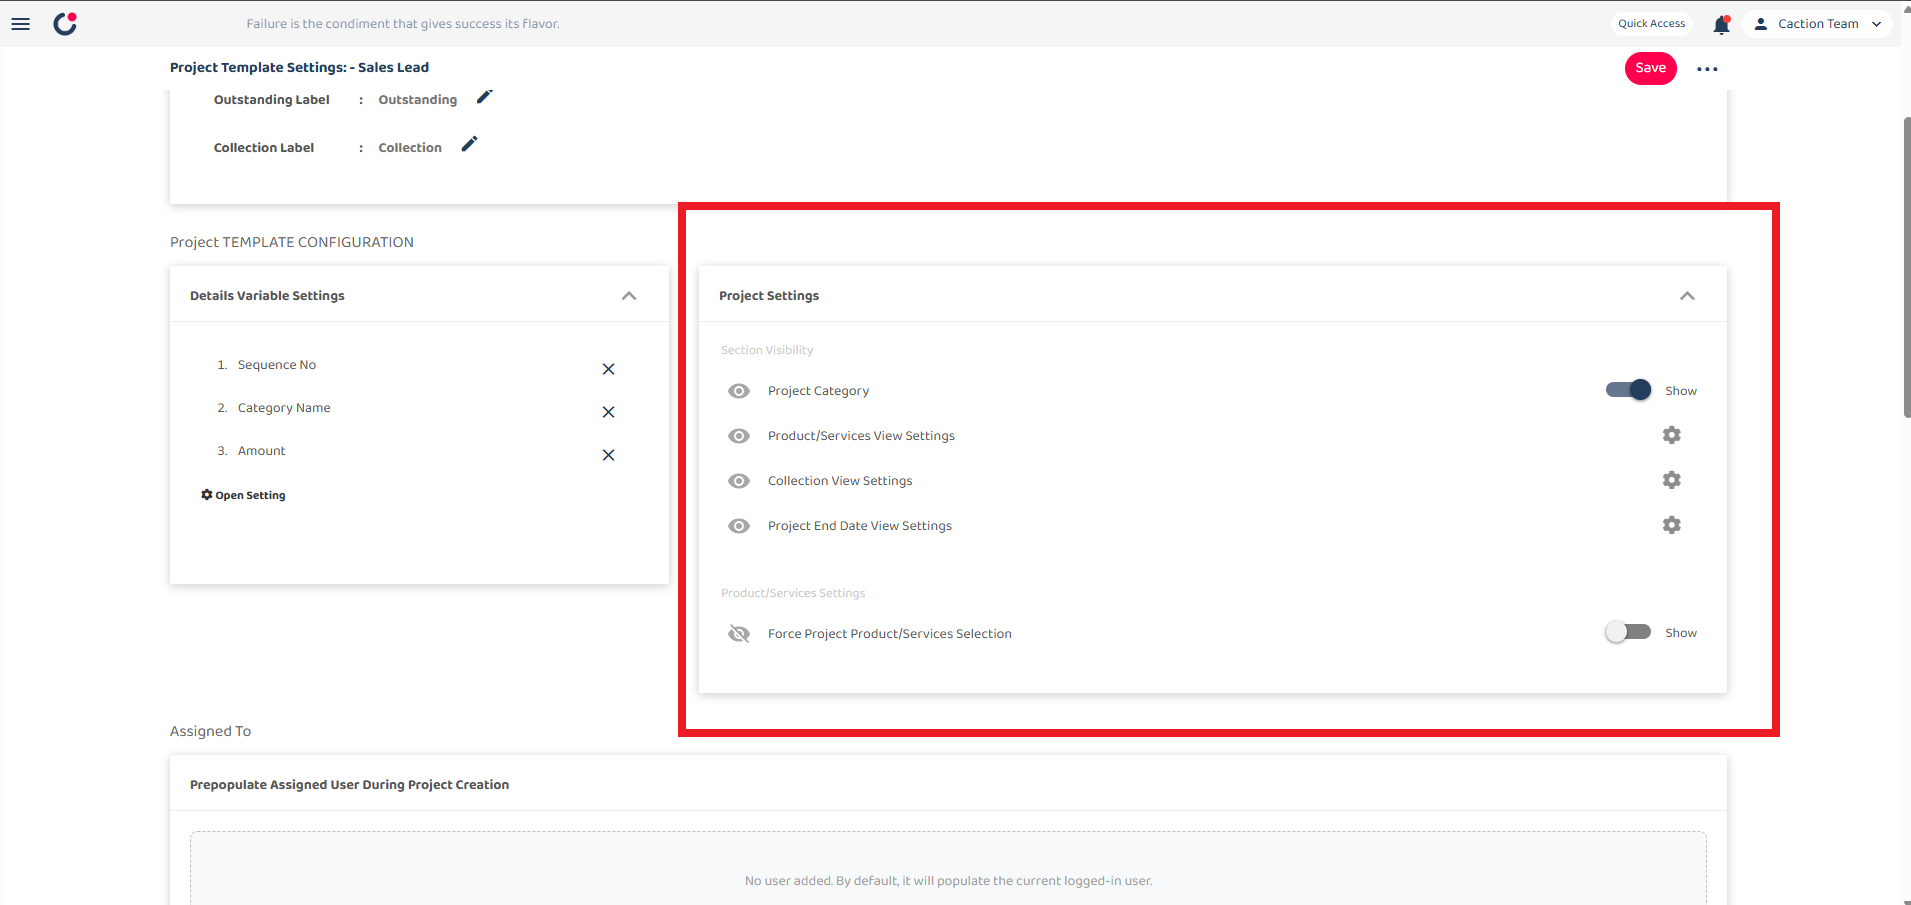 Failure is the condiment that gives success its flavor.
Quick Access
Caction Team
Project Template Settings: - Sales Lead
Save
Outstanding Label : Outstanding
Collection Label : Collection
Project TEMPLATE CONFIGURATION
Details Variable Settings
1. Sequence No
2. Category Name
3. Amount
Open Setting
Project Settings
Section Visibility
Project Category Show
Product/Services View Settings
Collection View Settings
Project End Date View Settings
Product/Services Settings
Force Project Product/Services Selection Show
Assigned To
Prepopulate Assigned User During Project Creation
No user added. By default, it will populate the current logged-in user.